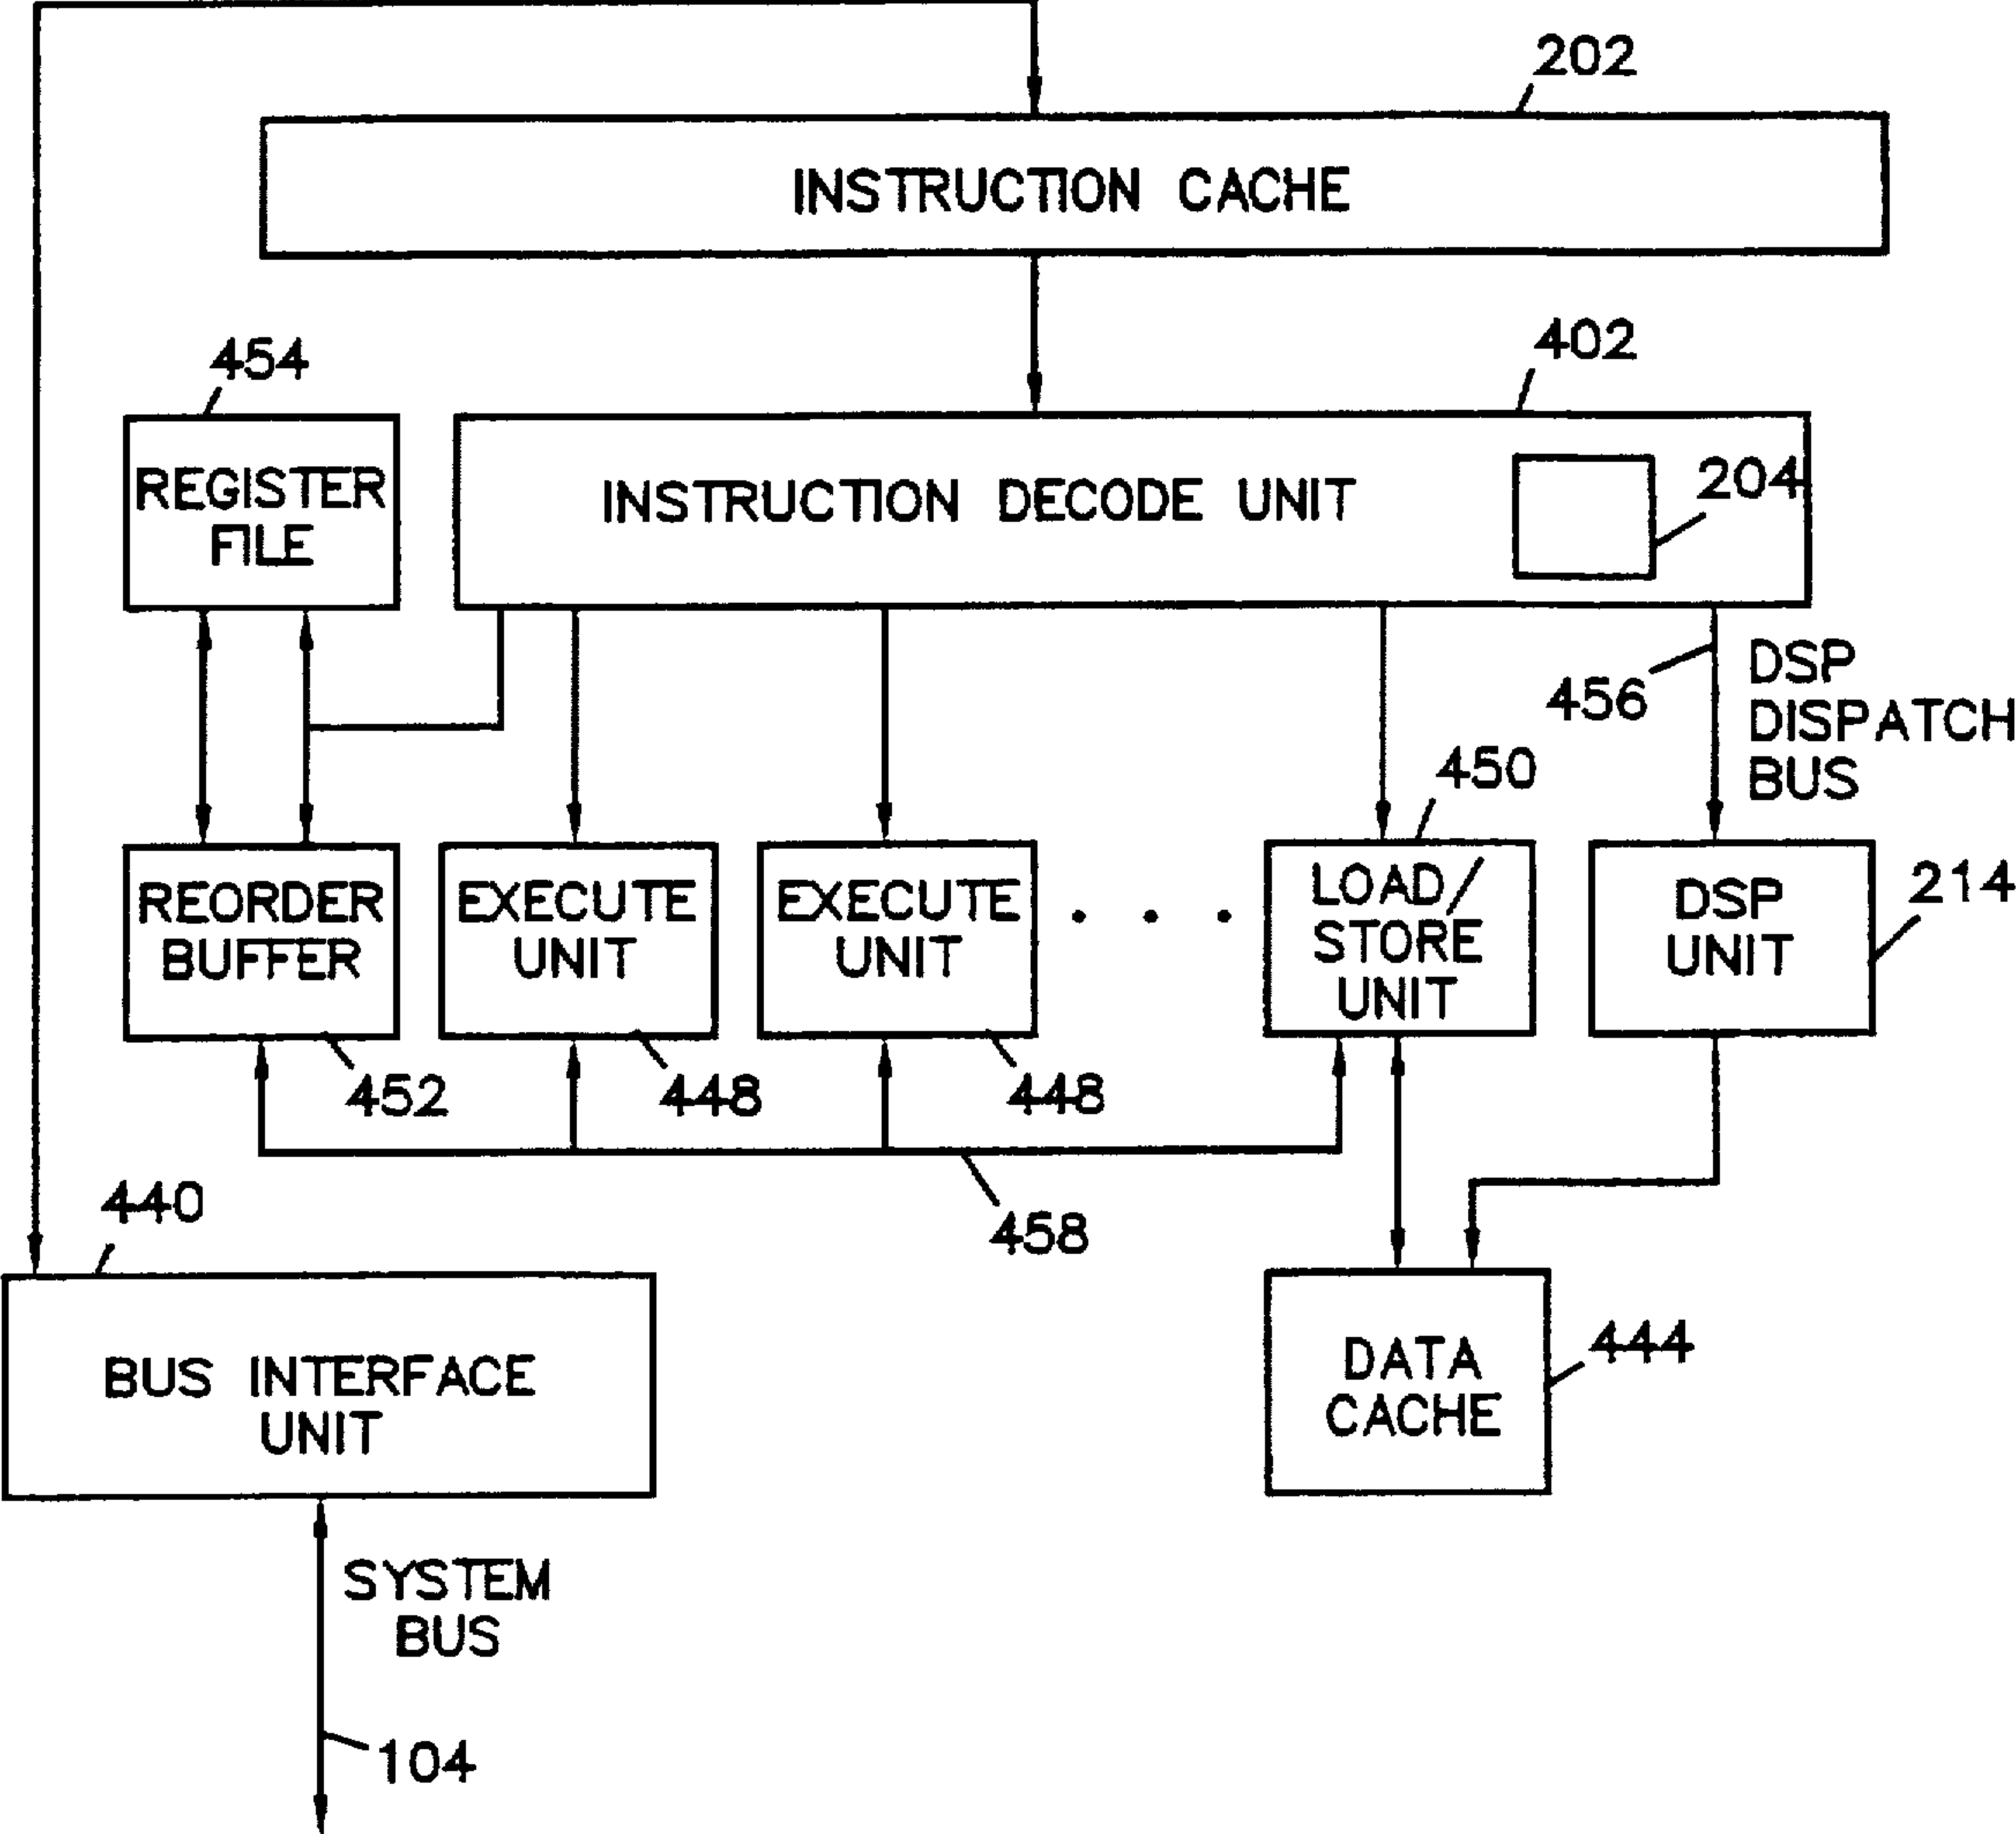 202
INSTRUCTION CACHE
402
454
REGISTER
FILE
INSTRUCTION DECODE UNIT
204
456
DSP
DISPATCH
BUS
450
REORDER
BUFFER
EXECUTE
UNIT
EXECUTE
UNIT
. . .
LOAD/
STORE
UNIT
DSP
UNIT
214
452
448
448
458
440
BUS INTERFACE
UNIT
DATA
CACHE
444
SYSTEM
BUS
104